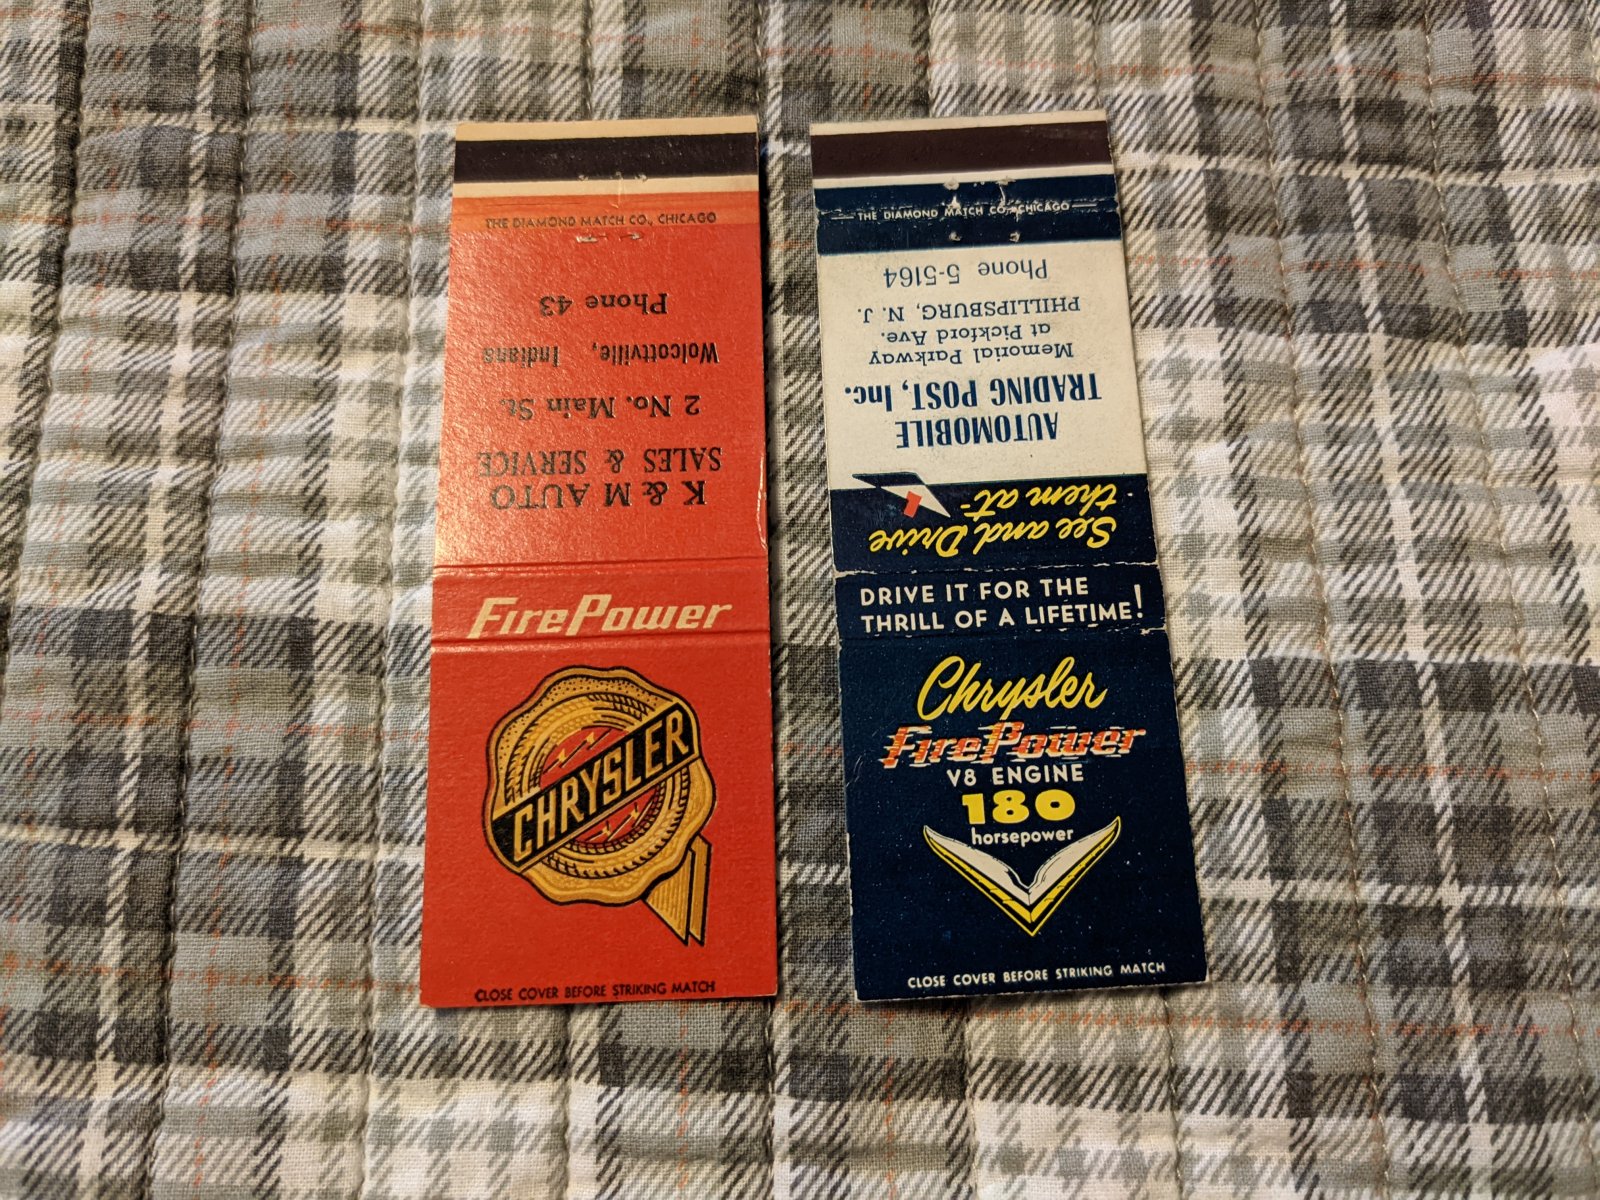 THE DIAMOND MATCH CO., CHICAGO
Phone 43
Wolcottville, Indiana
2 No. Main St.
SALES & SERVICE
K & M AUTO
FirePower
CHRYSLER
CLOSE COVER BEFORE STRIKING MATCH
THE DIAMOND MATCH CO., CHICAGO
Phone 5-5164
PHILLIPSBURG, N. J.
at Pickford Ave.
Memorial Parkway
TRADING POST, Inc.
AUTOMOBILE
them at-
See and Drive
DRIVE IT FOR THE
THRILL OF A LIFETIME!
Chrysler
FirePower
V8 ENGINE
180
horsepower
CLOSE COVER BEFORE STRIKING MATCH